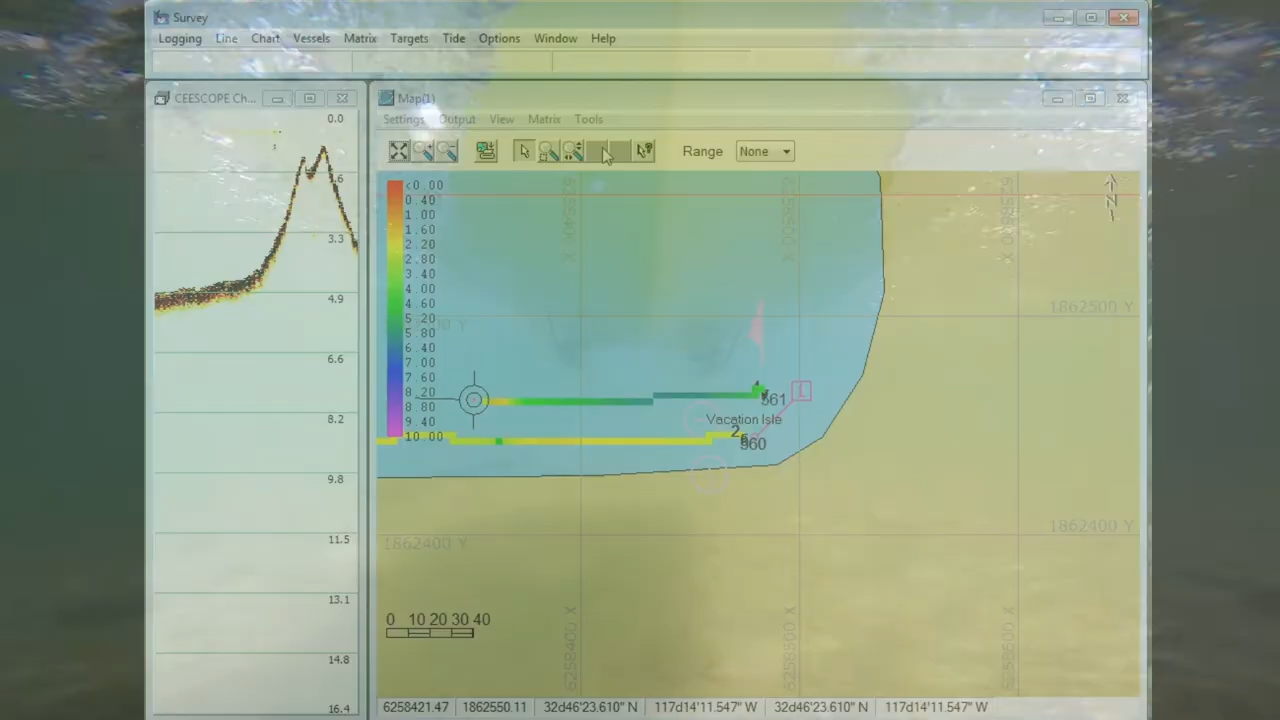 Survey
Logging Line Chart Vessels Matrix Targets Tide Options Window Help
CEESCOPE Ch...
Map(1)
Settings Output View Matrix Tools
Range None
0.0
3.3
4.9
6.6
8.2
9.8
11.5
13.1
14.8
16.4
<0.00
0.40
1.00
1.60
2.20
2.80
3.40
4.00
4.60
5.20
5.80
6.40
7.00
7.60
8.20
8.80
9.40
10.00
N
1862500 Y
561
1
Vacation Isle
2
560
1862400 Y
1862400 Y
0 10 20 30 40
6258400 X
6258500 X
6258600 X
6258421.47 1862550.11 32d46'23.610" N 117d14'11.547" W 32d46'23.610" N 117d14'11.547" W